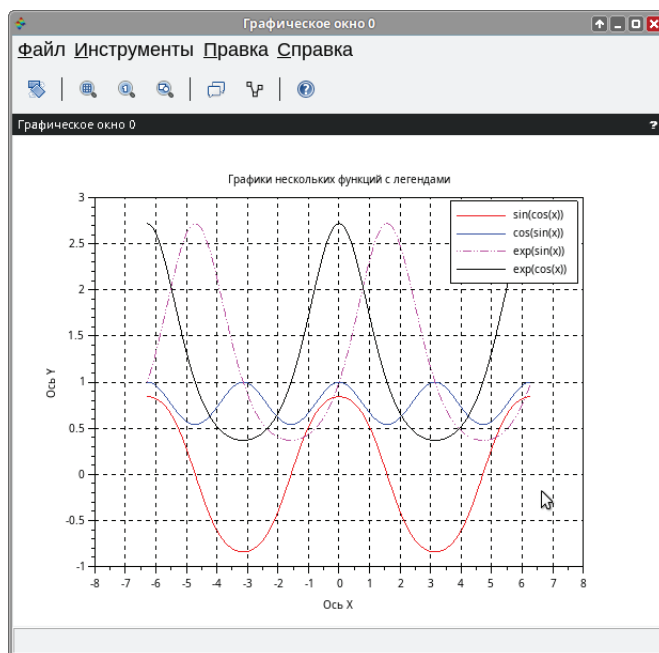 Графическое окно 0
Файл Инструменты Правка Справка
Графическое окно 0
?
Графики нескольких функций с легендами
sin(cos(x))
cos(sin(x))
exp(sin(x))
exp(cos(x))
Ось Y
3
2.5
2
1.5
1
0.5
0
-0.5
-1
-8 -7 -6 -5 -4 -3 -2 -1 0 1 2 3 4 5 6 7 8
Ось X